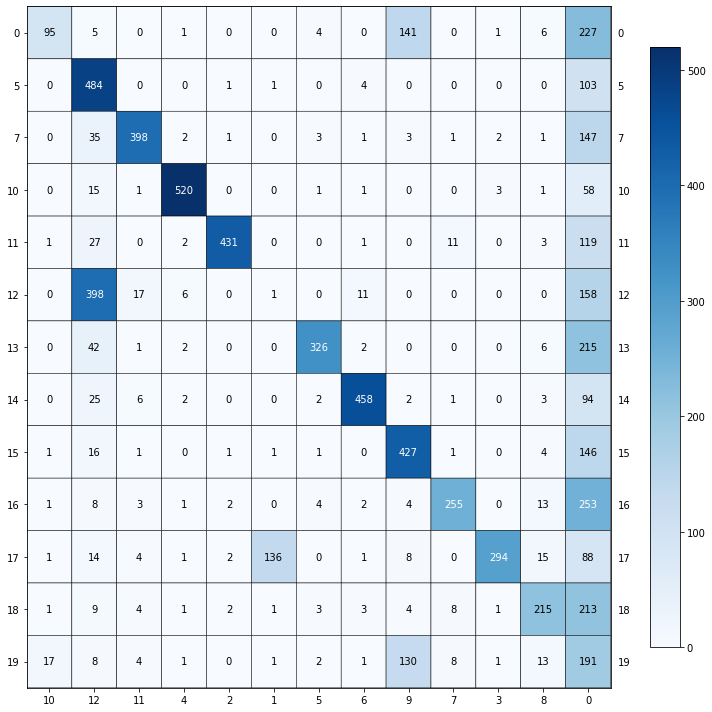 0 95 5 0 1 0 0 4 0 141 0 1 6 227 0
5 0 484 0 0 1 1 0 4 0 0 0 0 103 5
7 0 35 398 2 1 0 3 1 3 1 2 1 147 7
10 0 15 1 520 0 0 1 1 0 0 3 1 58 10
11 1 27 0 2 431 0 0 1 0 11 0 3 119 11
12 0 398 17 6 0 1 0 11 0 0 0 0 158 12
13 0 42 1 2 0 0 326 2 0 0 0 6 215 13
14 0 25 6 2 0 0 2 458 2 1 0 3 94 14
15 1 16 1 0 1 1 1 0 427 1 0 4 146 15
16 1 8 3 1 2 0 4 2 4 255 0 13 253 16
17 1 14 4 1 2 136 0 1 8 0 294 15 88 17
18 1 9 4 1 2 1 3 3 4 8 1 215 213 18
19 17 8 4 1 0 1 2 1 130 8 1 13 191 19
10 12 11 4 2 1 5 6 9 7 3 8 0
500
400
300
200
100
0